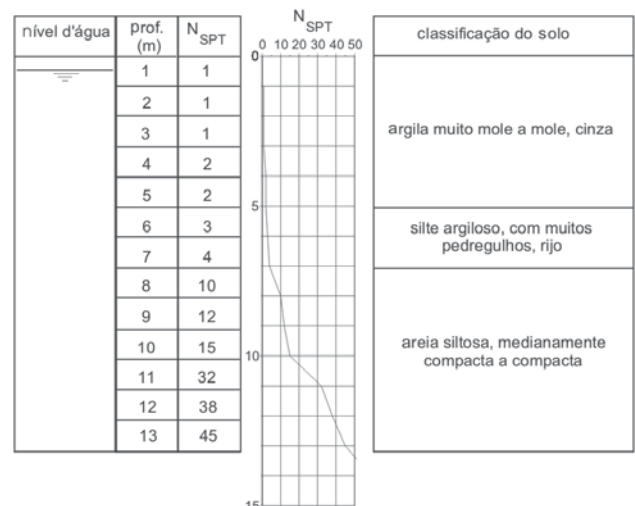 nível d'água prof. (m) N SPT
1 1
2 1
3 1
4 2
5 2
6 3
7 4
8 10
9 12
10 15
11 32
12 38
13 45
N SPT
0 10 20 30 40 50
0
5
10
15
classificação do solo
argila muito mole a mole, cinza
silte argiloso, com muitos
pedregulhos, rijo
areia siltosa, medianamente
compacta a compacta